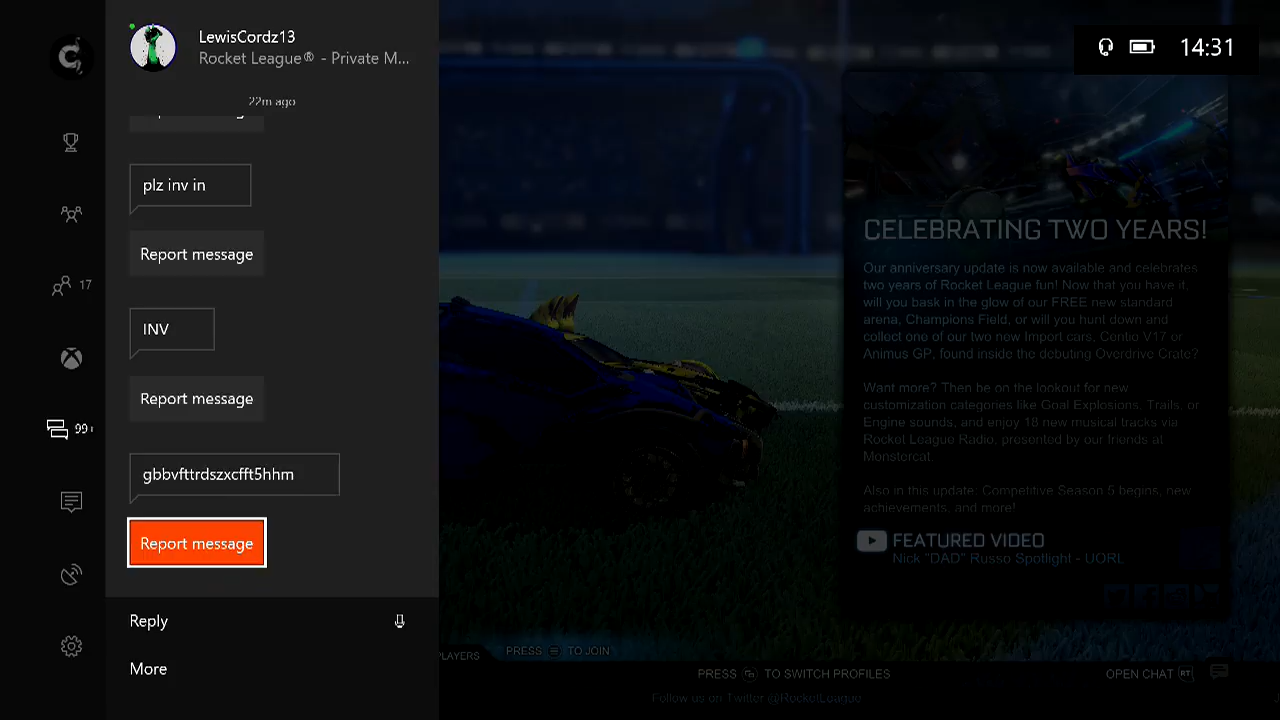 LewisCordz13
Rocket League® - Private M...
14:31
22m ago
plz inv in
Report message
INV
Report message
gbbvfttrdszxcfft5hhm
Report message
Reply
More
17
99+
CELEBRATING TWO YEARS!
Our anniversary update is now available and celebrates
two years of Rocket League fun! Now that you have it,
will you bask in the glow of our FREE new standard
arena, Champions Field, or will you hunt down and
collect one of our two new Import cars, Centio V17 or
Animus GP, found inside the debuting Overdrive Crate?
Want more? Then be on the lookout for new
customization categories like Goal Explosions, Trails, or
Engine sounds, and enjoy 18 new musical tracks via
Rocket League Radio, presented by our friends at
Monstercat.
Also in this update: Competitive Season 5 begins, new
achievements, and more!
FEATURED VIDEO
Nick "DAD" Russo Spotlight - UORL
PLAYERS
PRESS TO JOIN
PRESS TO SWITCH PROFILES
OPEN CHAT RT
Follow us on Twitter @RocketLeague